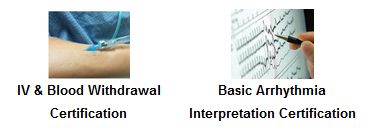 IV & Blood Withdrawal
Certification
Basic Arrhythmia
Interpretation Certification